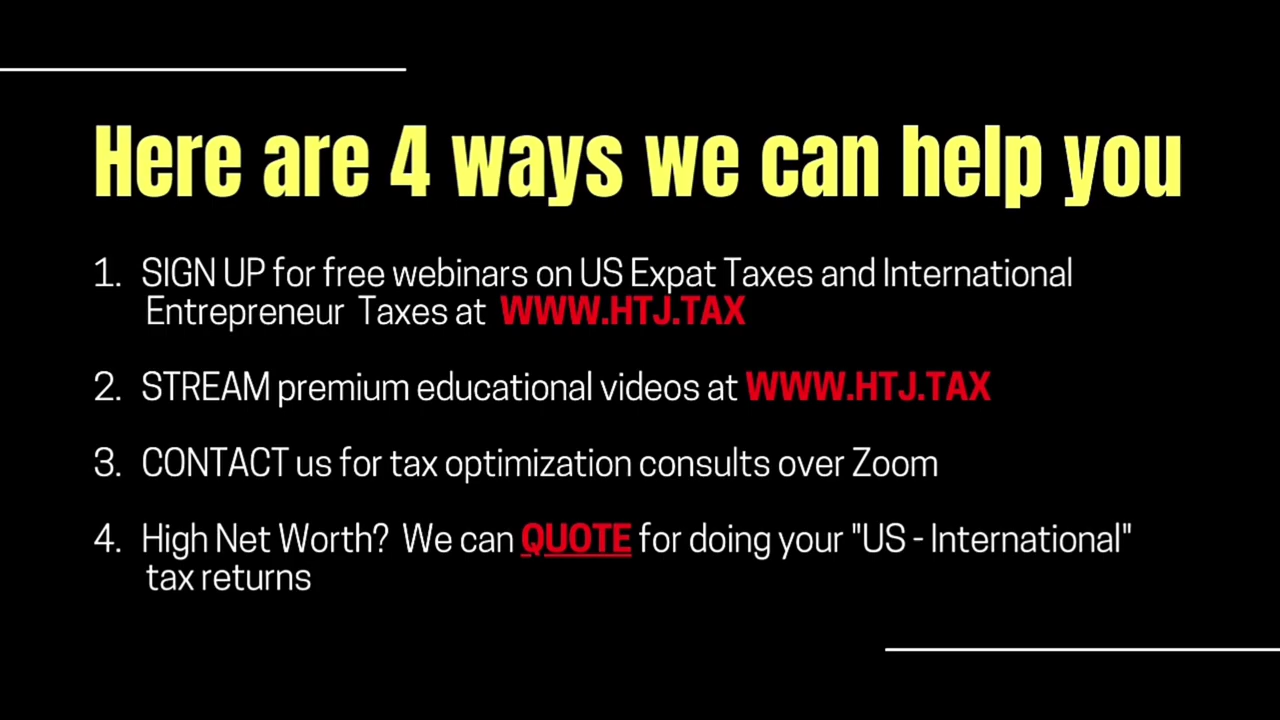 Here are 4 ways we can help you
1. SIGN UP for free webinars on US Expat Taxes and International
Entrepreneur Taxes at WWW.HTJ.TAX
2. STREAM premium educational videos at WWW.HTJ.TAX
3. CONTACT us for tax optimization consults over Zoom
4. High Net Worth? We can QUOTE for doing your "US - International"
tax returns